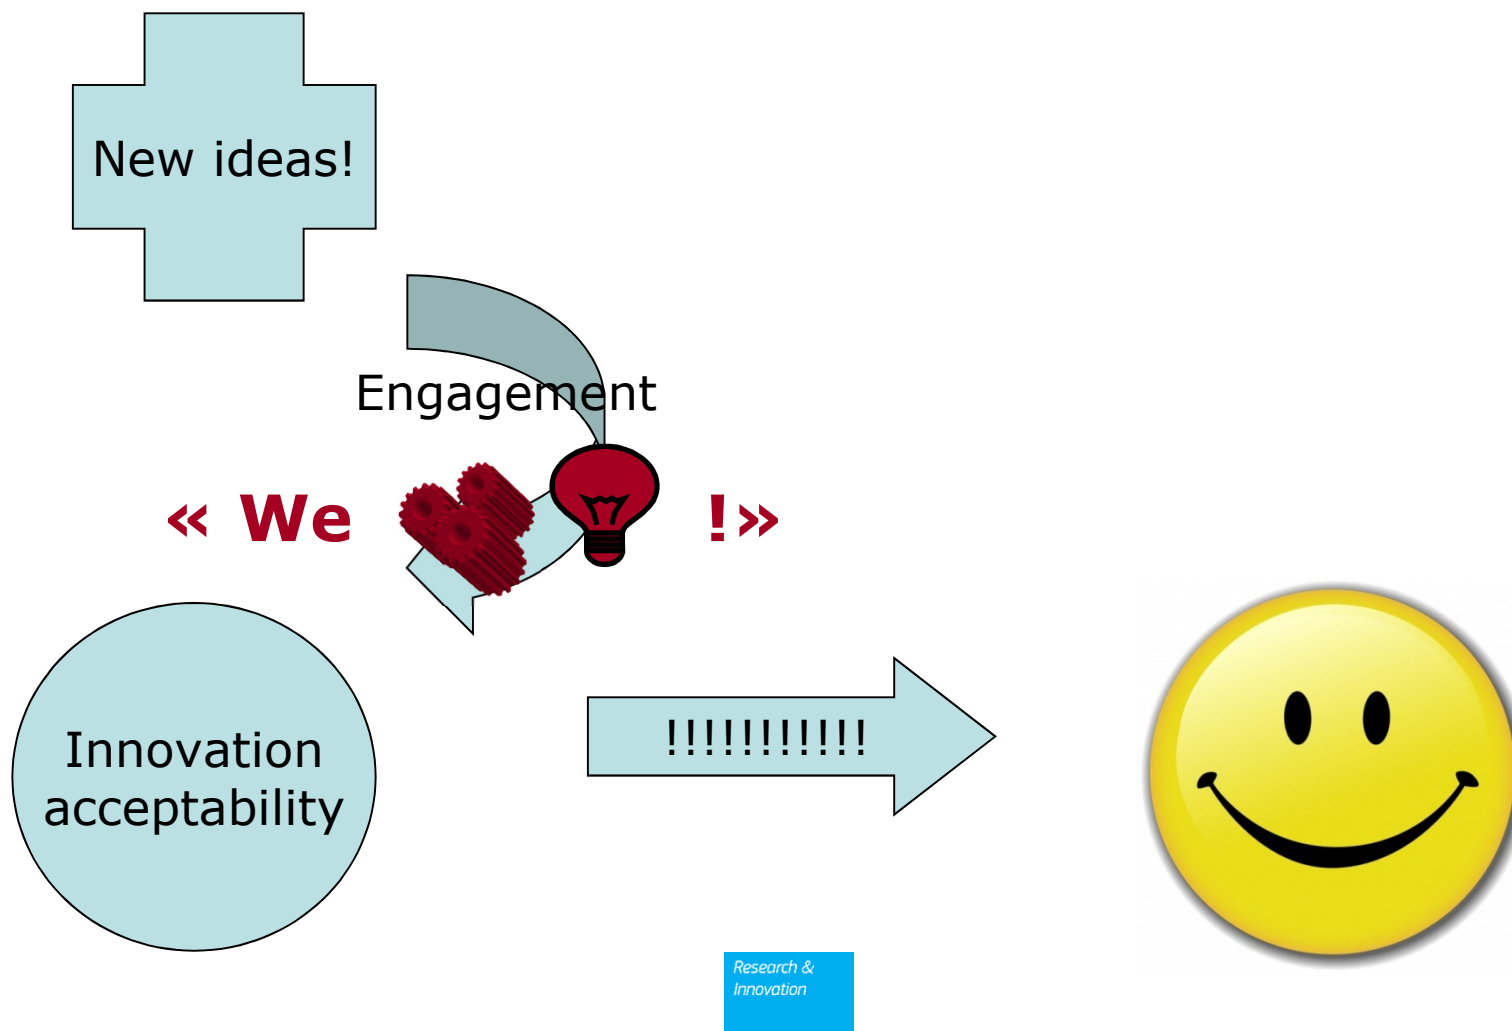 New ideas!
Engagement
« We !»
Innovation
acceptability
!!!!!!!!!!!
Research &
Innovation